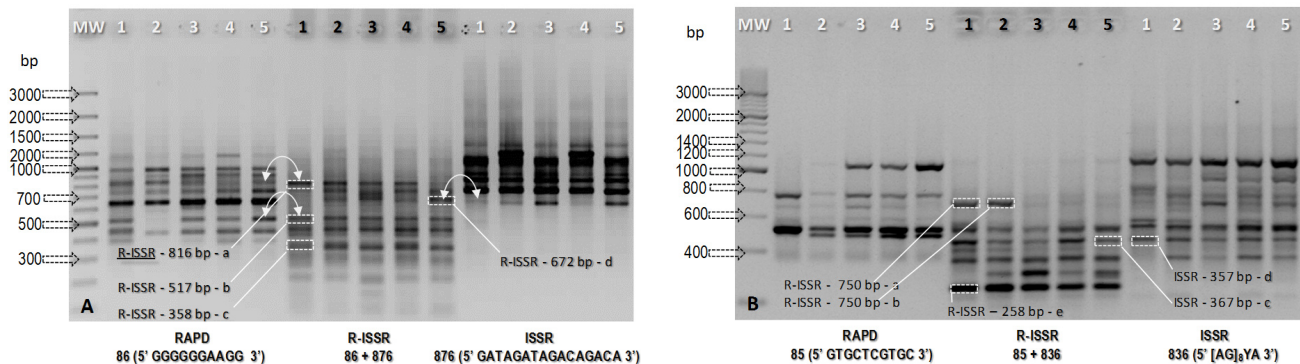 MW 1 2 3 4 5 1 2 3 4 5 1 2 3 4 5
bp
3000
2000
1500
2000
1000
700
500
300
R-ISSR - 816 bp - a
R-ISSR - 517 bp - b
R-ISSR - 358 bp - c
R-ISSR - 672 bp - d
A
RAPD
86 (5' GGGGGGAAGG 3')
R-ISSR
86 + 876
ISSR
876 (5' GATAGATAGACAGACA 3')
MW 1 2 3 4 5 1 2 3 4 5 1 2 3 4 5
bp
3000
2000
1400
1200
1000
800
600
400
R-ISSR - 750 bp - a
R-ISSR - 750 bp - b
R-ISSR – 258 bp - e
ISSR - 357 bp - d
ISSR - 367 bp - c
B
RAPD
85 (5' GTGCTCGTGC 3')
R-ISSR
85 + 836
ISSR
836 (5' [AG]8YA 3')